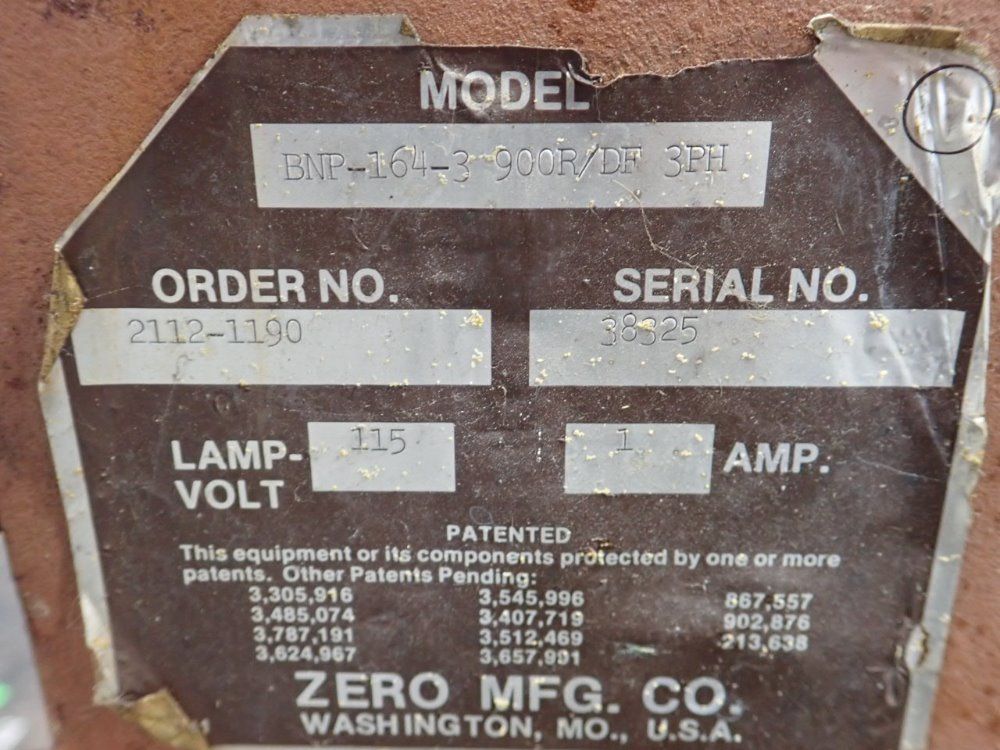 MODEL
BNP-164-3 900R/DF 3PH
ORDER NO. SERIAL NO.
2112-1190 38325
LAMP- 115 1 AMP.
VOLT
PATENTED
This equipment or its components protected by one or more
patents. Other Patents Pending:
3,305,916 3,545,996 867,557
3,485,074 3,407,719 902,876
3,787,191 3,512,469 213,638
3,624,967 3,657,991
ZERO MFG. CO.
WASHINGTON, MO., U.S.A.